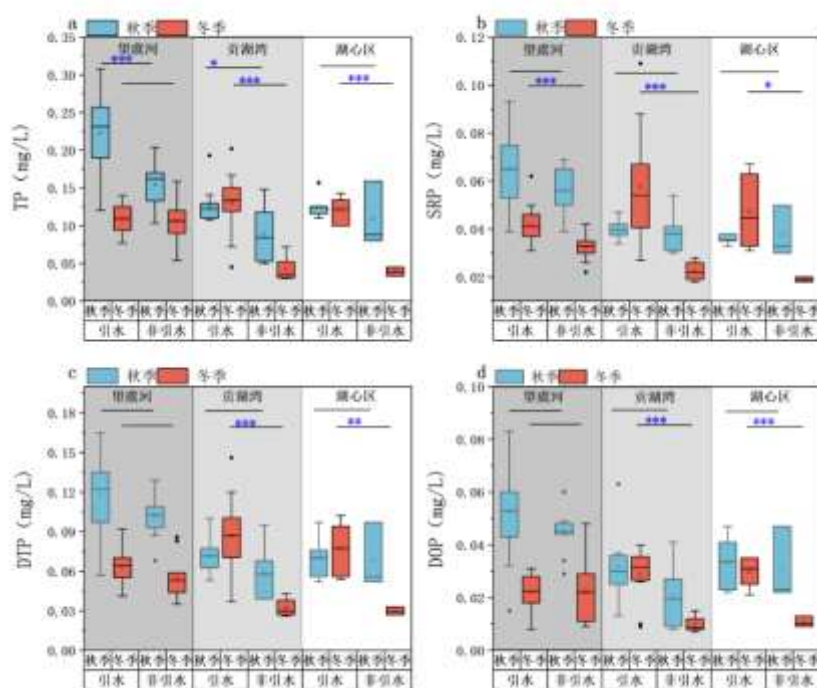 a 秋季 冬季
望虞河 贡湖湾 湖心区
*** * *** ***
TP (mg/L)
0.35
0.30
0.25
0.20
0.15
0.10
0.05
0.00
秋季 冬季 秋季 冬季 秋季 冬季 秋季 冬季 秋季 冬季 秋季 冬季
引水 非引水 引水 非引水 引水 非引水
b 秋季 冬季
望虞河 贡湖湾 湖心区
*** *** *
SRP (mg/L)
0.12
0.10
0.08
0.06
0.04
0.02
秋季 冬季 秋季 冬季 秋季 冬季 秋季 冬季 秋季 冬季 秋季 冬季
引水 非引水 引水 非引水 引水 非引水
c 秋季 冬季
望虞河 贡湖湾 湖心区
*** **
DTP (mg/L)
0.18
0.15
0.12
0.09
0.06
0.03
0.00
秋季 冬季 秋季 冬季 秋季 冬季 秋季 冬季 秋季 冬季 秋季 冬季
引水 非引水 引水 非引水 引水 非引水
d 秋季 冬季
望虞河 贡湖湾 湖心区
*** ***
DOP (mg/L)
0.10
0.08
0.06
0.04
0.02
0.00
秋季 冬季 秋季 冬季 秋季 冬季 秋季 冬季 秋季 冬季 秋季 冬季
引水 非引水 引水 非引水 引水 非引水